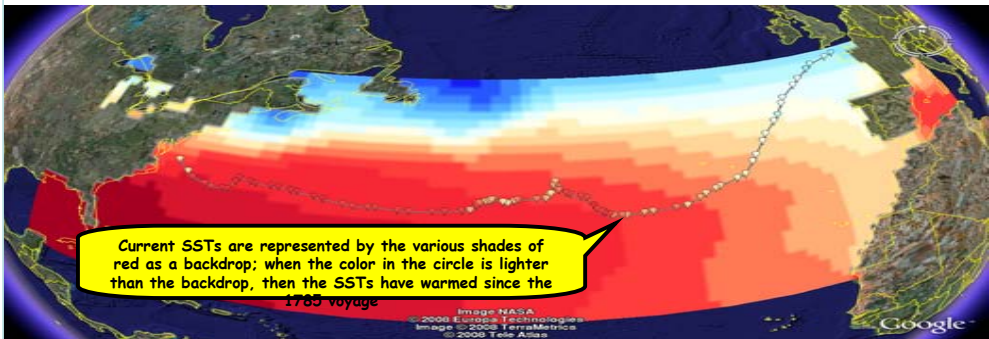 Current SSTs are represented by the various shades of
red as a backdrop; when the color in the circle is lighter
than the backdrop, then the SSTs have warmed since the
1785 voyage
Image NASA
© 2008 Europa Technologies
Image © 2008 TerraMetrics
© 2008 Tele Atlas
Google